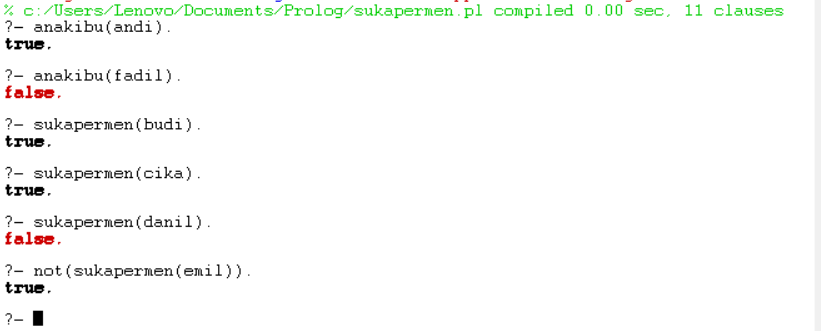 % c:/Users/Lenovo/Documents/Prolog/sukapermen.pl compiled 0.00 sec, 11 clauses
?- anakibu(andi).
true.
?- anakibu(fadil).
false.
?- sukapermen(budi).
true.
?- sukapermen(cika).
true.
?- sukapermen(danil).
false.
?- not(sukapermen(emil)).
true.
?-